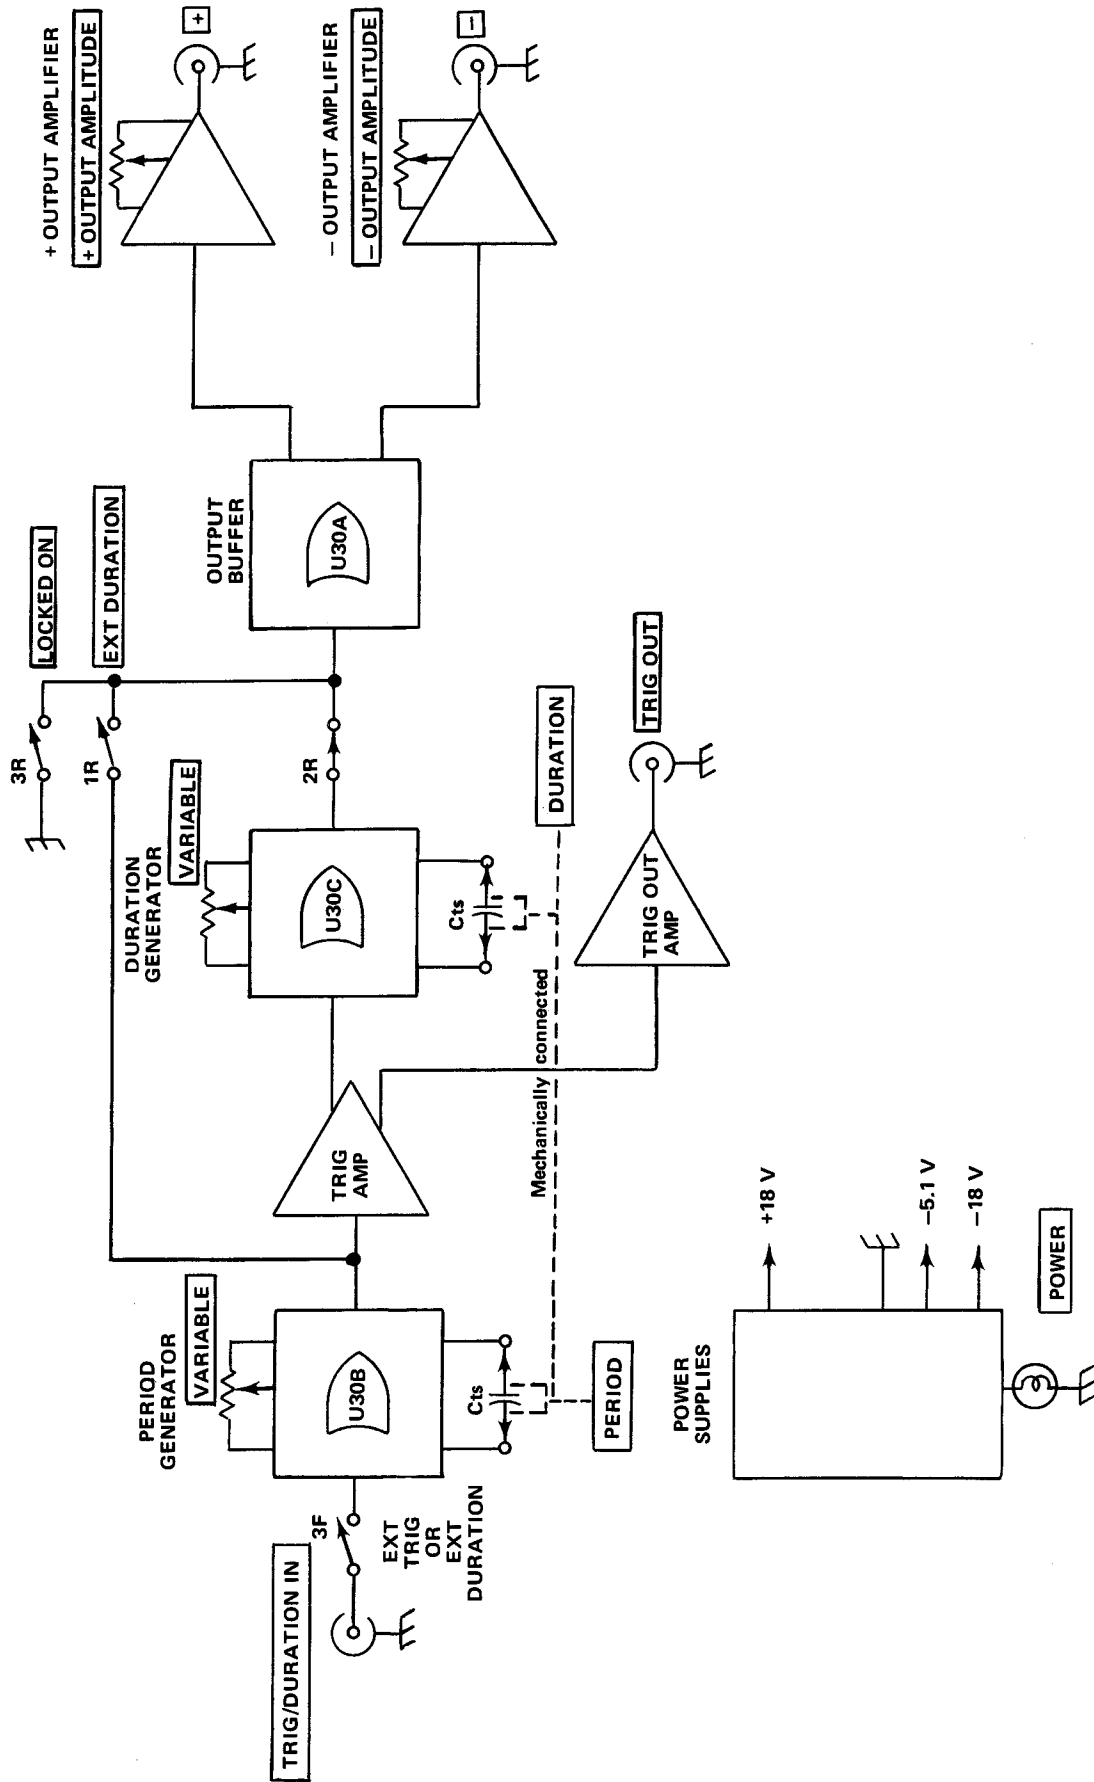 TRIG/DURATION IN
3F
EXT
TRIG
OR
EXT
DURATION
PERIOD
GENERATOR
VARIABLE
U30B
Cts
PERIOD
TRIG
AMP
Mechanically connected
DURATION
GENERATOR
VARIABLE
U30C
Cts
DURATION
3R
LOCKED ON
1R
EXT DURATION
2R
OUTPUT
BUFFER
U30A
+ OUTPUT AMPLIFIER
+ OUTPUT AMPLITUDE
+
− OUTPUT AMPLIFIER
− OUTPUT AMPLITUDE
−
TRIG OUT
AMP
TRIG OUT
POWER
SUPPLIES
+18 V
−5.1 V
−18 V
POWER